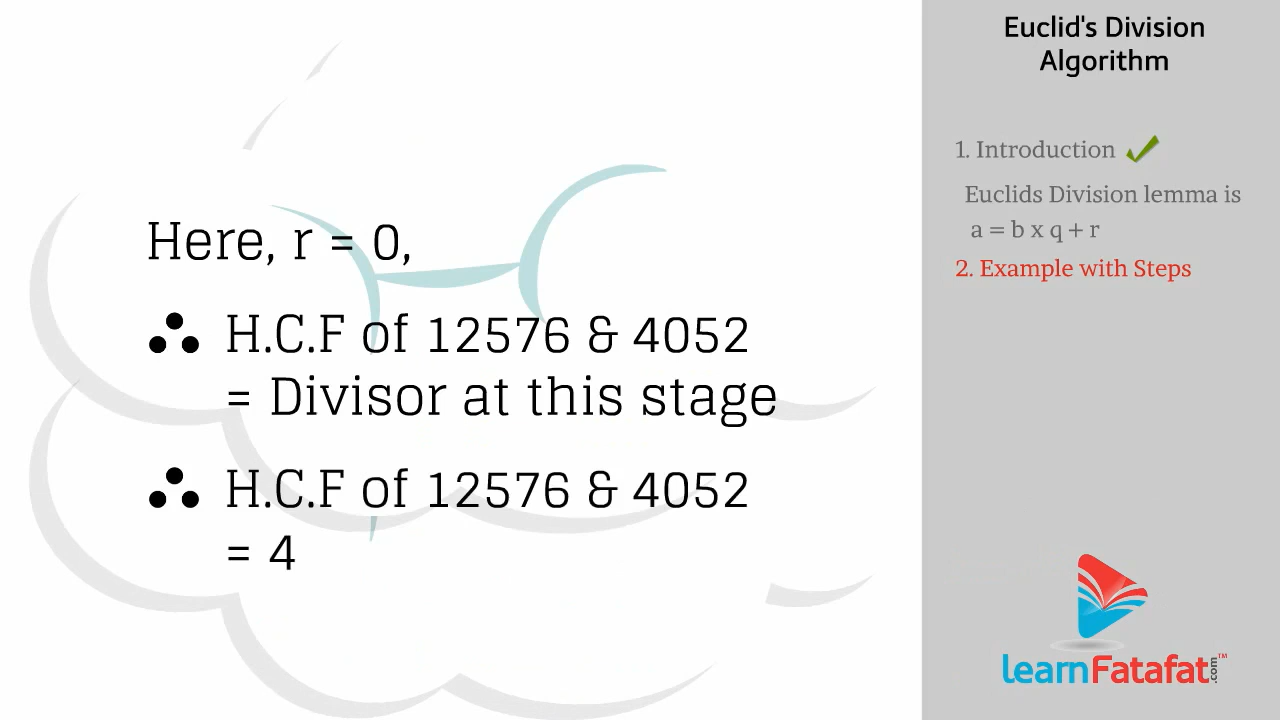 Here, r = 0,
∴ H.C.F of 12576 & 4052
= Divisor at this stage
∴ H.C.F of 12576 & 4052
= 4
Euclid's Division
Algorithm
1. Introduction
Euclids Division lemma is
a = b x q + r
2. Example with Steps
learnFatafat.com™